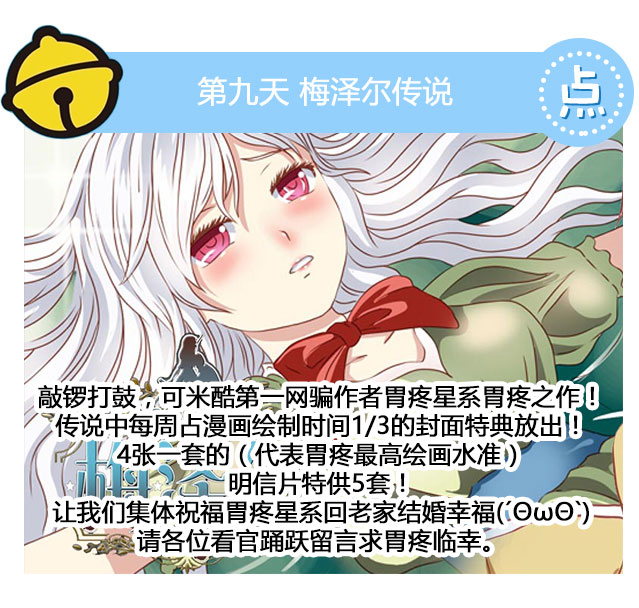 第九天 梅泽尔传说
点
敲锣打鼓，可米酷第一网骗作者胃疼星系胃疼之作！
传说中每周占漫画绘制时间1/3的封面特典放出！
4张一套的（代表胃疼最高绘画水准）
明信片特供5套！
让我们集体祝福胃疼星系回老家结婚幸福(´ʘωʘ`)
请各位看官踊跃留言求胃疼临幸。